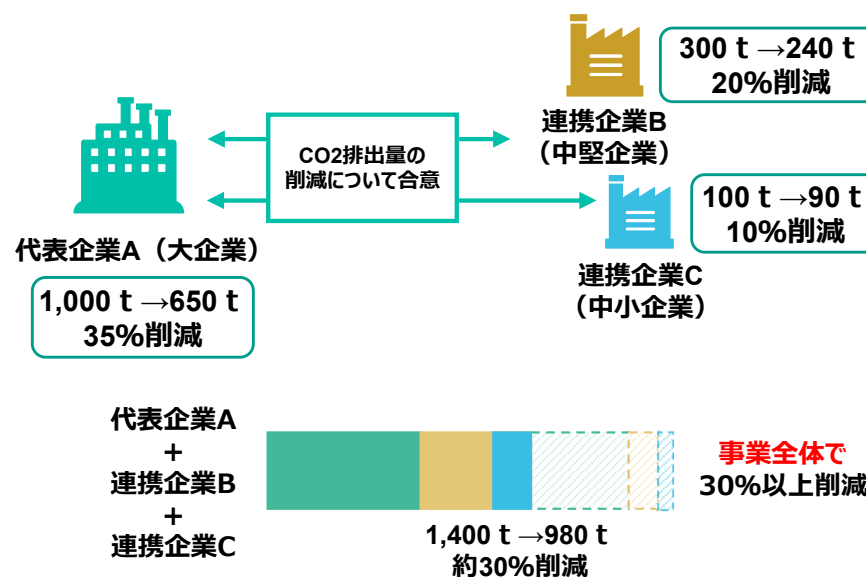 300 t →240 t
20%削減
連携企業B
（中堅企業）
CO2排出量の
削減について合意
100 t →90 t
10%削減
代表企業A（大企業）
連携企業C
（中小企業）
1,000 t →650 t
35%削減
代表企業A
+
連携企業B
+
連携企業C
事業全体で
30%以上削減
1,400 t →980 t
約30%削減